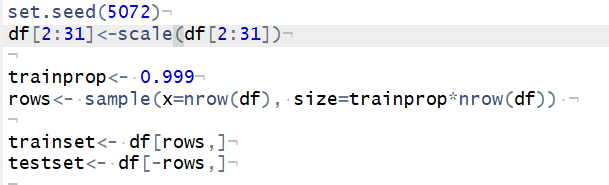 set.seed(5072)
df[2:31]<-scale(df[2:31])
trainprop<- 0.999
rows<- sample(x=nrow(df), size=trainprop*nrow(df))
trainset<- df[rows,]
testset<- df[-rows,]